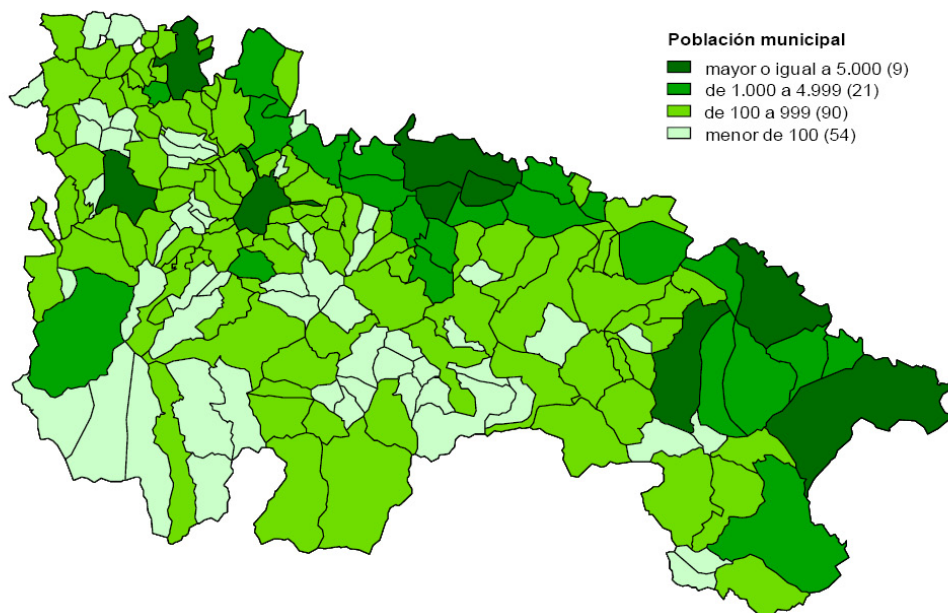 Población municipal
mayor o igual a 5.000 (9)
de 1.000 a 4.999 (21)
de 100 a 999 (90)
menor de 100 (54)